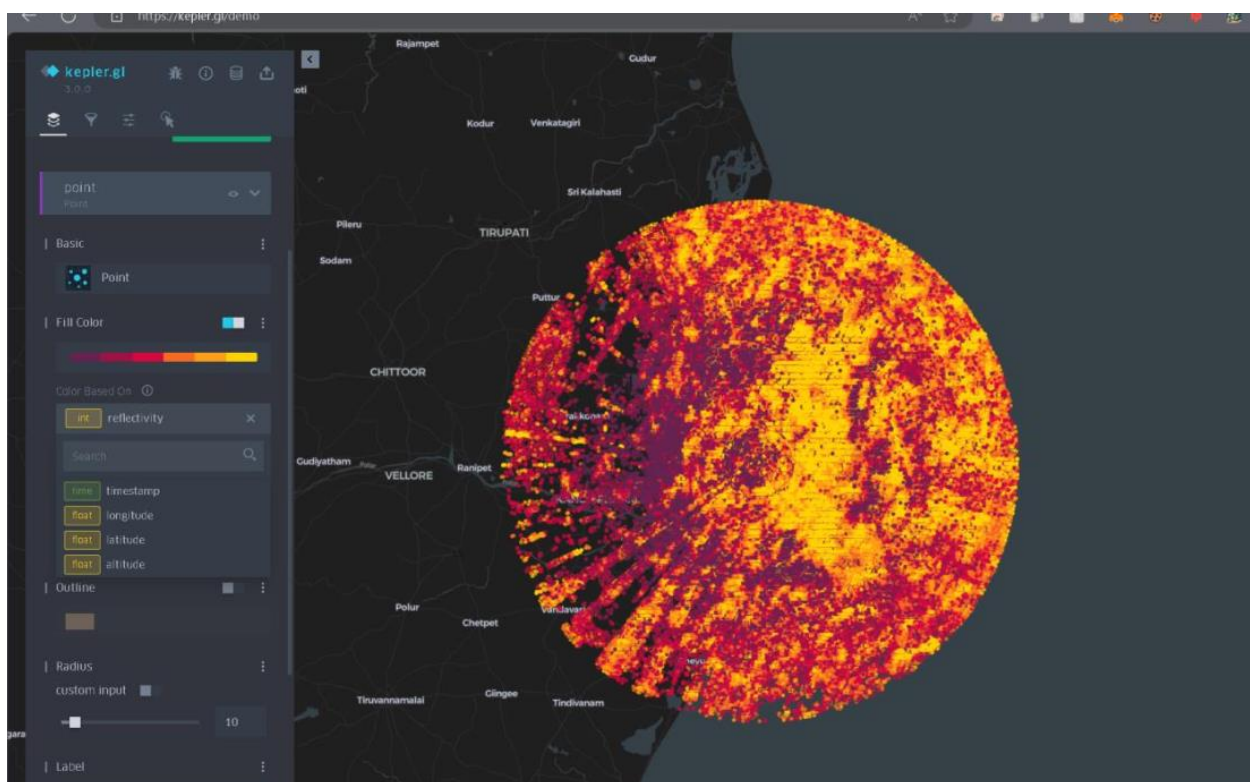 https://kepler.gl/demo
kepler.gl
3.0.0
point
Point
Basic
Point
Fill Color
Color Based On
int reflectivity
Search
time timestamp
float longitude
float latitude
float altitude
Outline
Radius
custom input
10
Label
Rajampet
Gudur
Kodur
Venkatagiri
Sri Kalahasti
Pileru
TIRUPATI
Sodam
Puttur
CHITTOOR
Gudiyatham
Ranipet
VELLORE
Polur
Chetpet
Tiruvannamalai
Gingee
Tindivanam